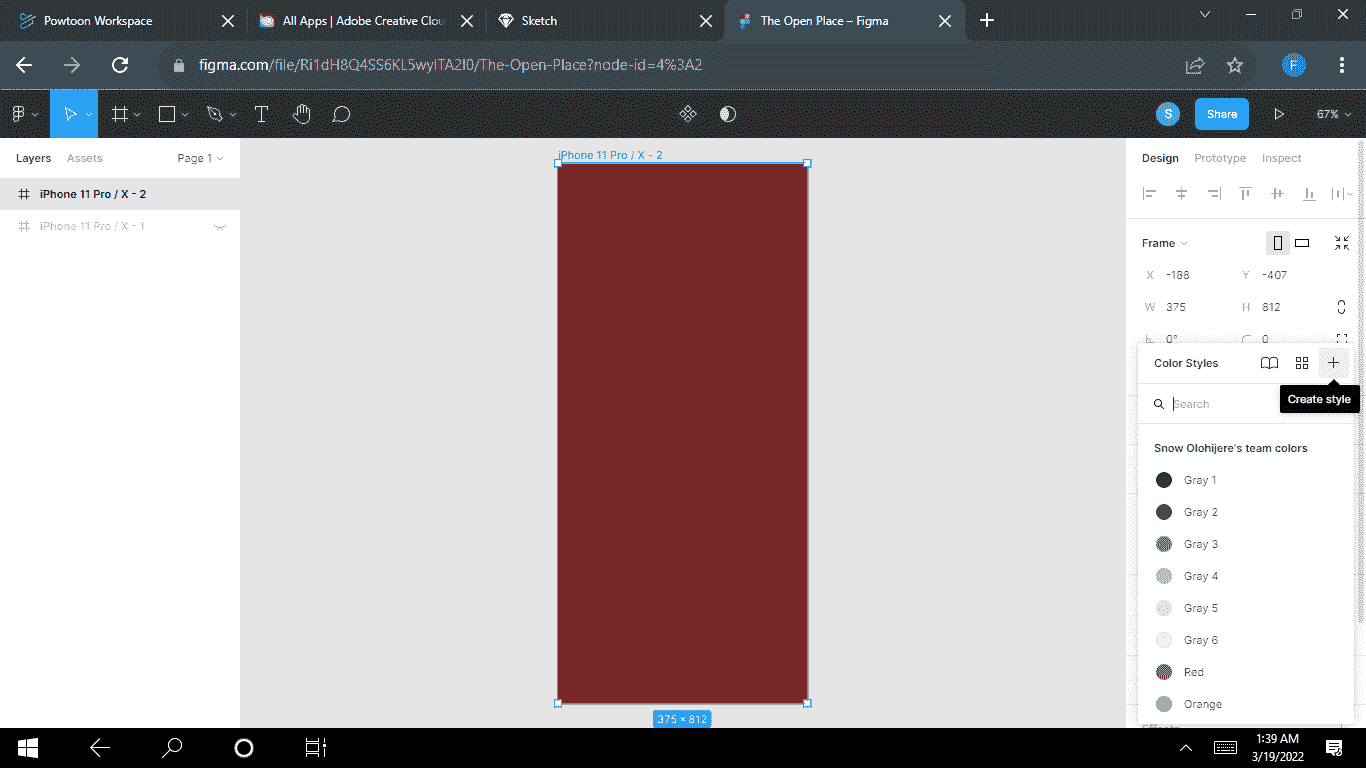 Powtoon Workspace
All Apps | Adobe Creative Clou
Sketch
The Open Place – Figma
figma.com/file/Ri1dH8Q4SS6KL5wyITA2I0/The-Open-Place?node-id=4%3A2
F
S
Share
67%
Layers
Assets
Page 1
iPhone 11 Pro / X - 2
iPhone 11 Pro / X - 1
iPhone 11 Pro / X - 2
375 × 812
Design
Prototype
Inspect
Frame
X -188
Y -407
W 375
H 812
0°
0
Color Styles
Create style
Search
Snow Olohijere's team colors
Gray 1
Gray 2
Gray 3
Gray 4
Gray 5
Gray 6
Red
Orange
Effects
1:39 AM
3/19/2022